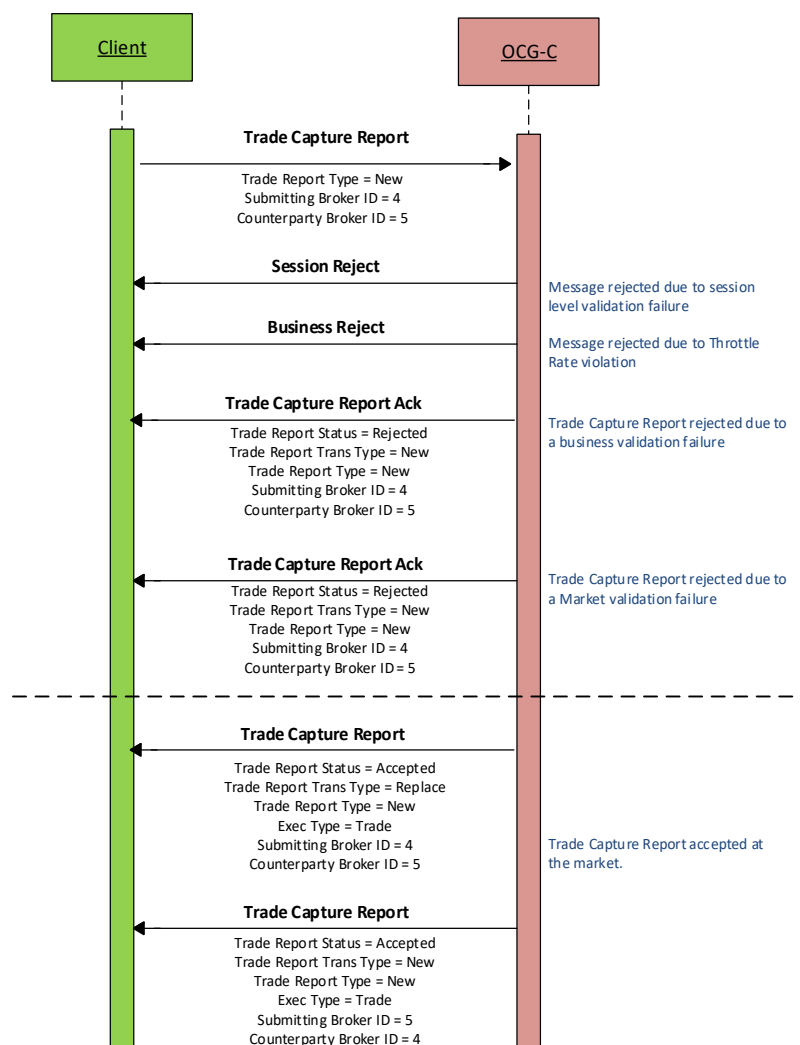 Client
OCG-C
Trade Capture Report
Trade Report Type = New
Submitting Broker ID = 4
Counterparty Broker ID = 5
Session Reject
Message rejected due to session
level validation failure
Business Reject
Message rejected due to Throttle
Rate violation
Trade Capture Report Ack
Trade Report Status = Rejected
Trade Report Trans Type = New
Trade Report Type = New
Submitting Broker ID = 4
Counterparty Broker ID = 5
Trade Capture Report rejected due to
a business validation failure
Trade Capture Report Ack
Trade Report Status = Rejected
Trade Report Trans Type = New
Trade Report Type = New
Submitting Broker ID = 4
Counterparty Broker ID = 5
Trade Capture Report rejected due to
a Market validation failure
Trade Capture Report
Trade Report Status = Accepted
Trade Report Trans Type = Replace
Trade Report Type = New
Exec Type = Trade
Submitting Broker ID = 4
Counterparty Broker ID = 5
Trade Capture Report accepted at
the market.
Trade Capture Report
Trade Report Status = Accepted
Trade Report Trans Type = New
Trade Report Type = New
Exec Type = Trade
Submitting Broker ID = 5
Counterparty Broker ID = 4